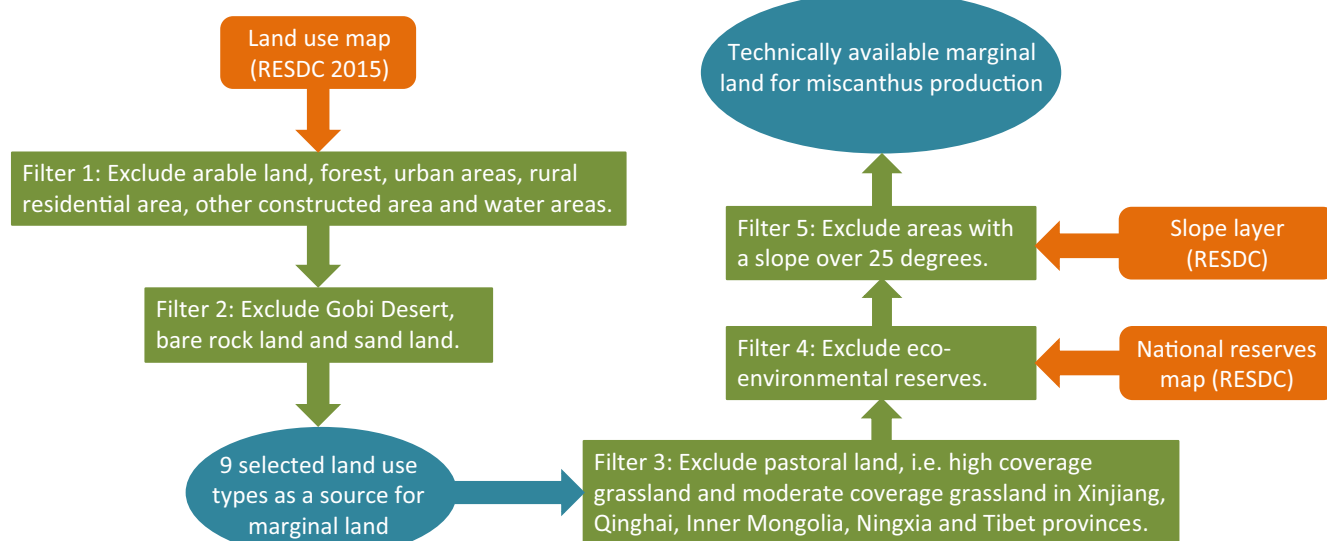 Land use map
(RESDC 2015)
Filter 1: Exclude arable land, forest, urban areas, rural
residential area, other constructed area and water areas.
Filter 2: Exclude Gobi Desert,
bare rock land and sand land.
9 selected land use
types as a source for
marginal land
Filter 3: Exclude pastoral land, i.e. high coverage
grassland and moderate coverage grassland in Xinjiang,
Qinghai, Inner Mongolia, Ningxia and Tibet provinces.
Filter 4: Exclude eco-
environmental reserves.
National reserves
map (RESDC)
Filter 5: Exclude areas with
a slope over 25 degrees.
Slope layer
(RESDC)
Technically available marginal
land for miscanthus production